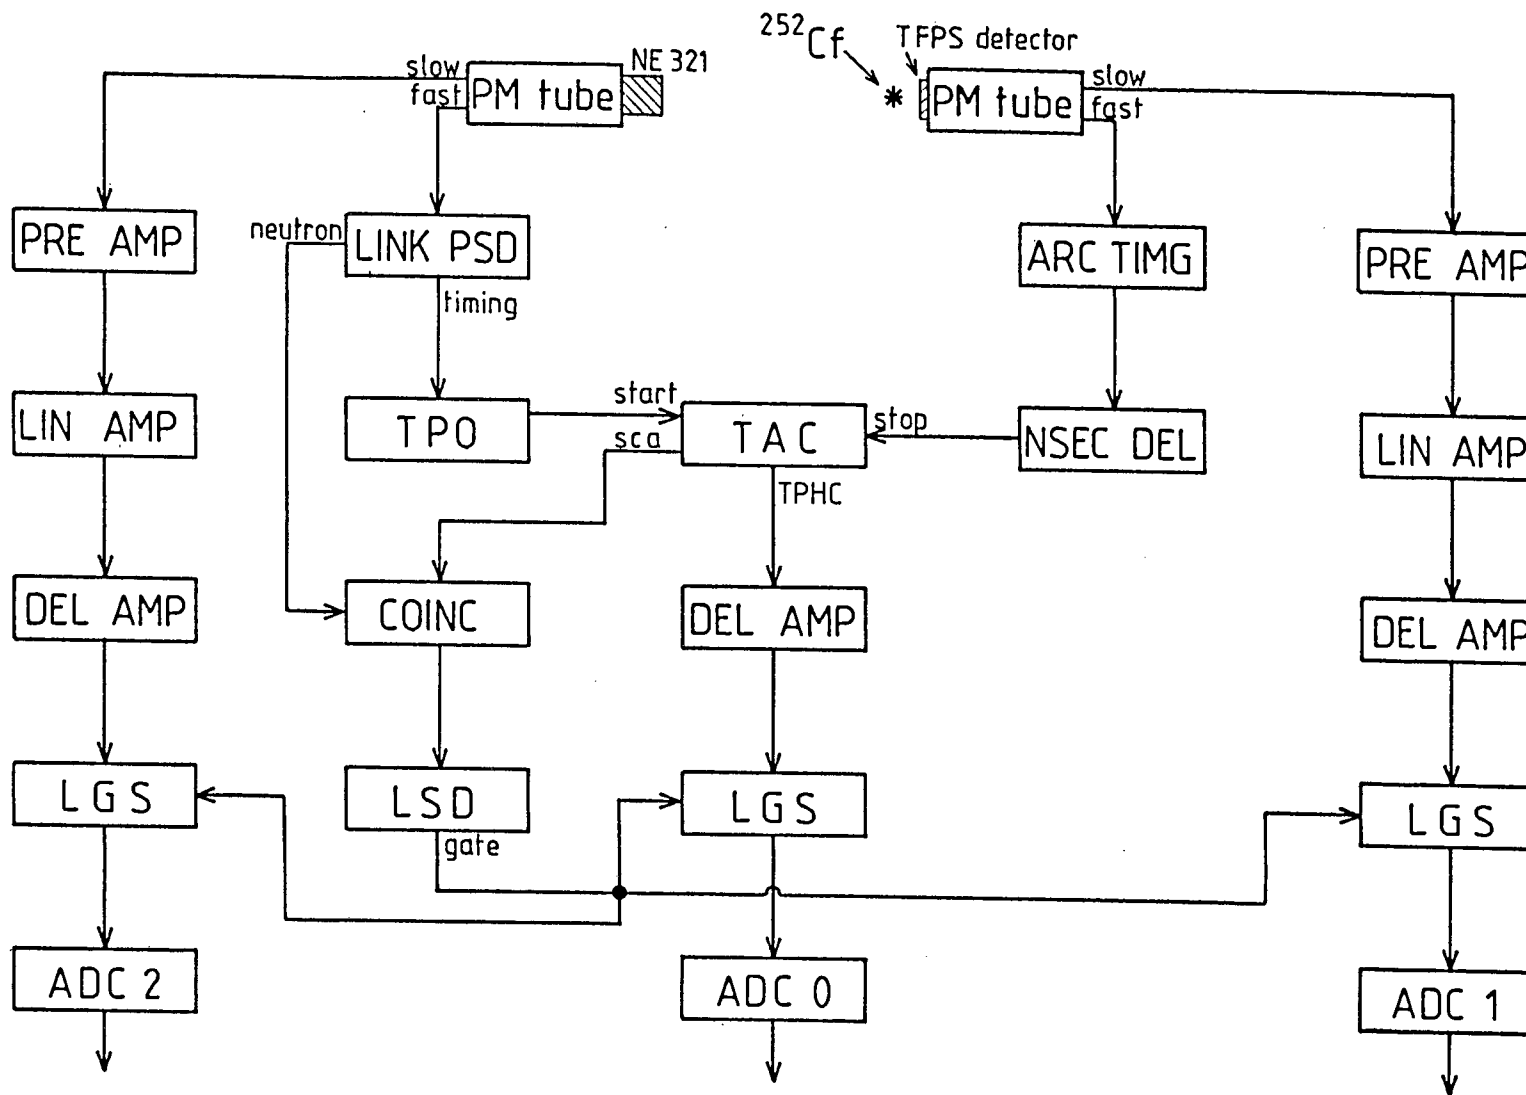 252Cf
TFPS detector
NE 321
slow
fast
PM tube
PM tube
slow
fast
PRE AMP
neutron
LINK PSD
timing
ARC TIMG
PRE AMP
LIN AMP
TPO
start
sca
TAC
stop
NSEC DEL
LIN AMP
TPHC
DEL AMP
COINC
DEL AMP
DEL AMP
LGS
LSD
gate
LGS
LGS
ADC 2
ADC 0
ADC 1